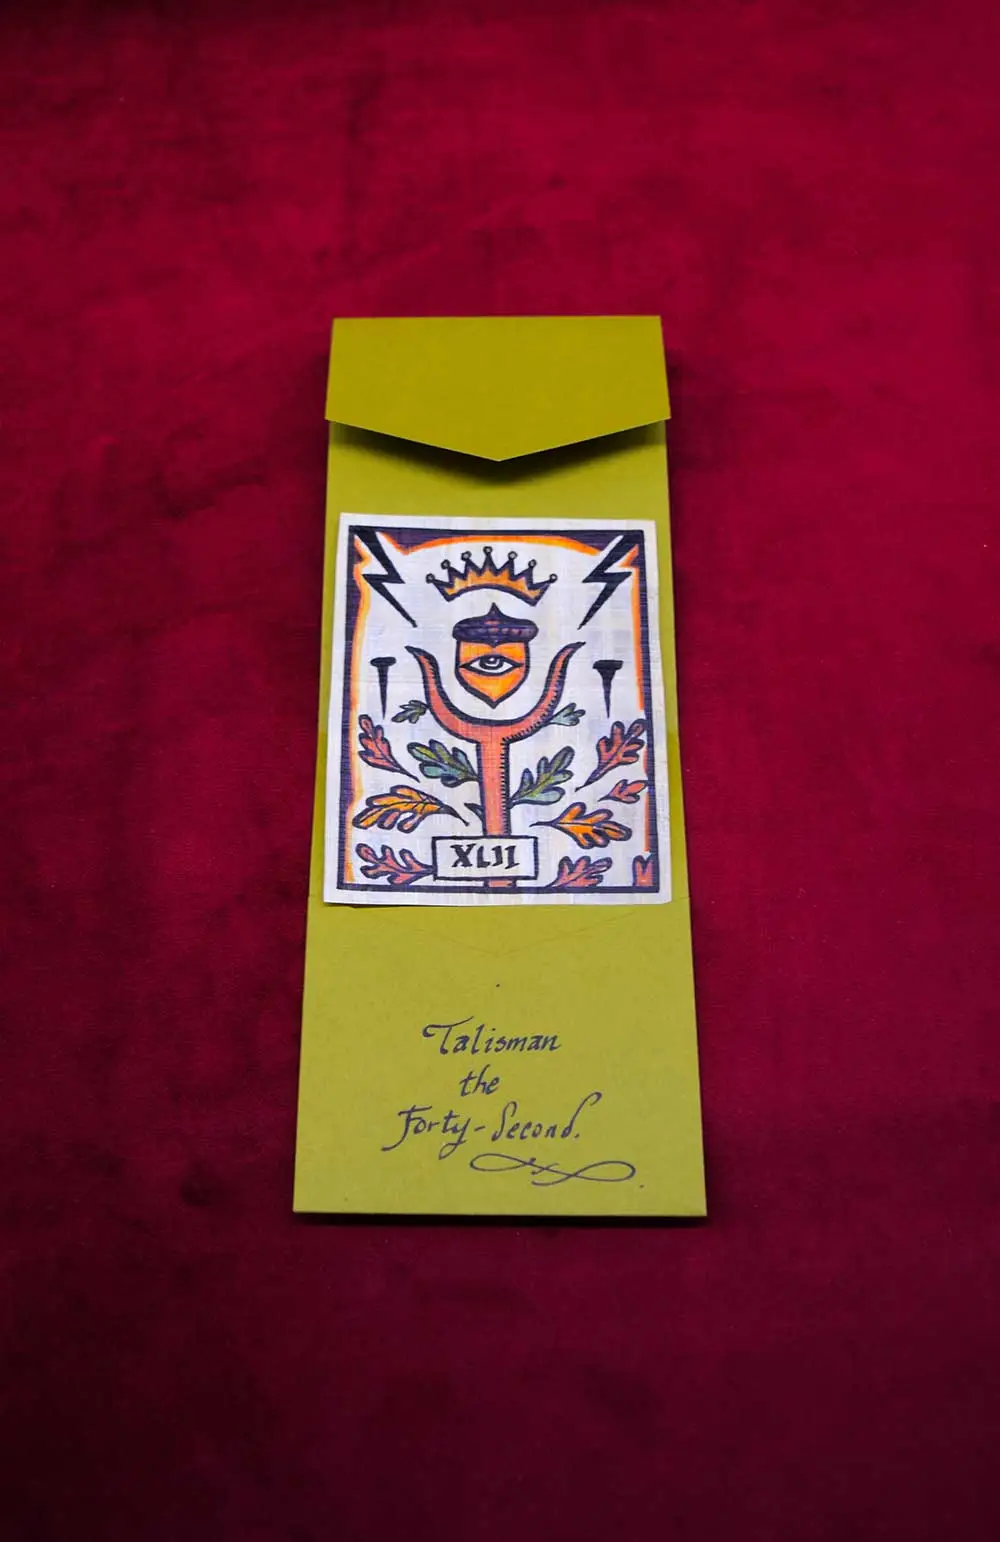 XLII
Talisman
the
Forty-Second.